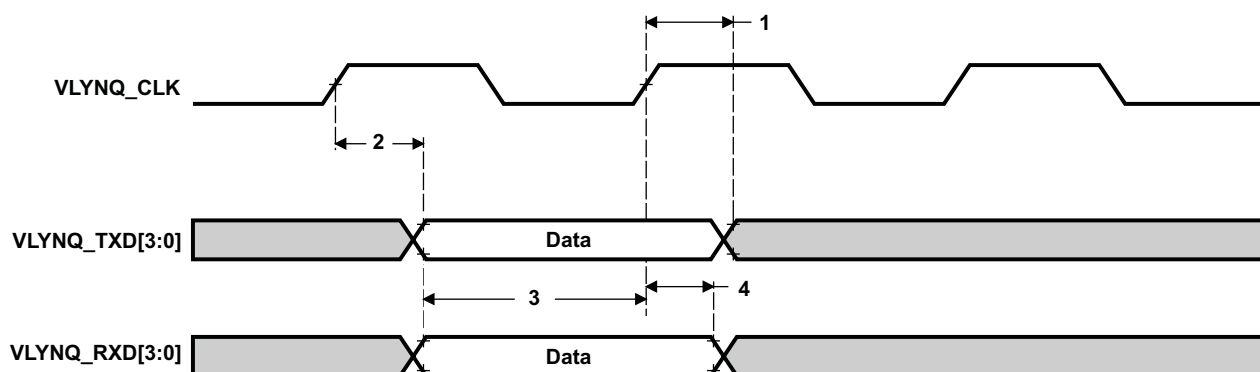 1
VLYNQ_CLK
2
VLYNQ_TXD[3:0]
Data
3
4
VLYNQ_RXD[3:0]
Data